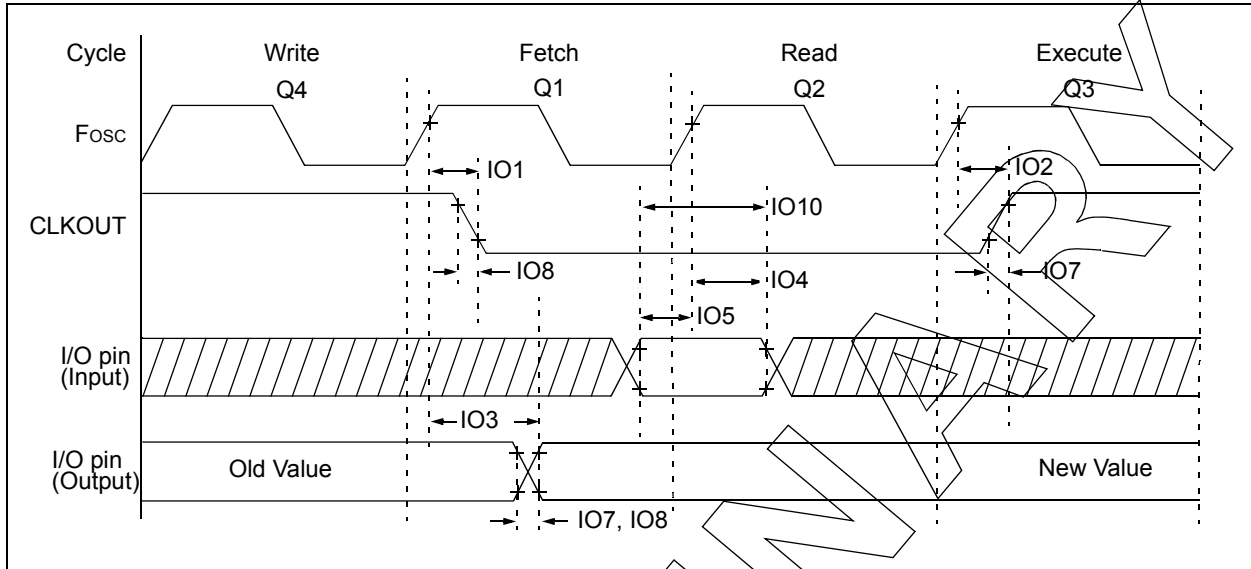 Cycle Write Fetch Read Execute
Q4 Q1 Q2 Q3
Fosc
IO1 IO2
CLKOUT
IO10
IO8 IO4 IO7
IO5
I/O pin
(Input)
IO3
I/O pin
(Output)
Old Value New Value
IO7, IO8